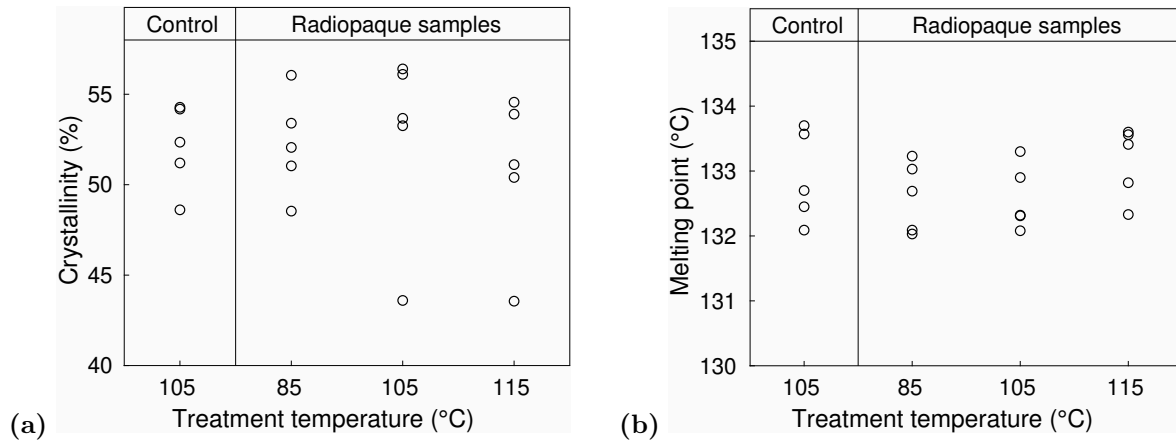 Control Radiopaque samples
Crystallinity (%)
55
50
45
40
105 85 105 115
Treatment temperature (°C)
(a)
Control Radiopaque samples
Melting point (°C)
135
134
133
132
131
130
105 85 105 115
Treatment temperature (°C)
(b)